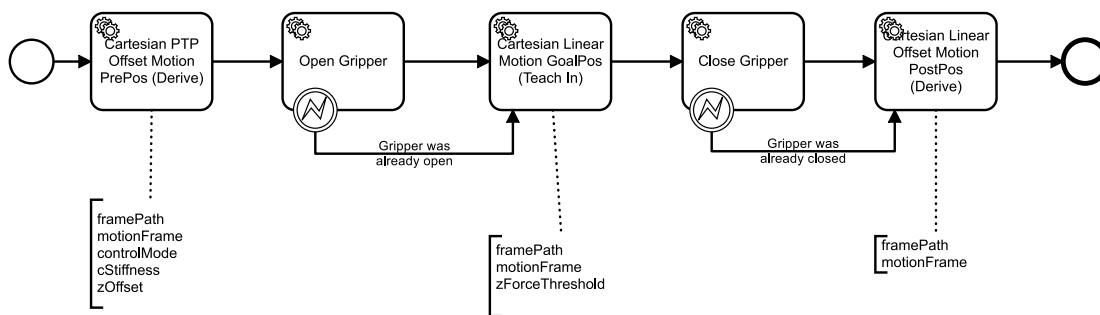 Cartesian PTP
Offset Motion
PrePos (Derive)
Open Gripper
Cartesian Linear
Motion GoalPos
(Teach In)
Close Gripper
Cartesian Linear
Offset Motion
PostPos
(Derive)
Gripper was
already open
Gripper was
already closed
framePath
motionFrame
controlMode
cStiffness
zOffset
framePath
motionFrame
zForceThreshold
framePath
motionFrame